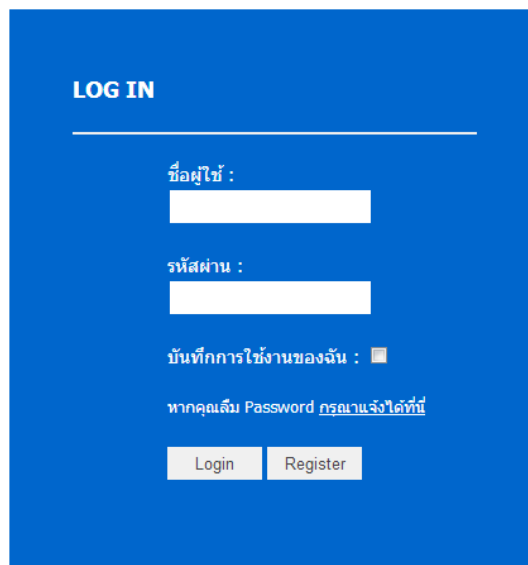 LOG IN
ชื่อผู้ใช้ :
รหัสผ่าน :
บันทึกการใช้งานของฉัน :
หากคุณลืม Password กรุณาแจ้งได้ที่นี่
Login Register